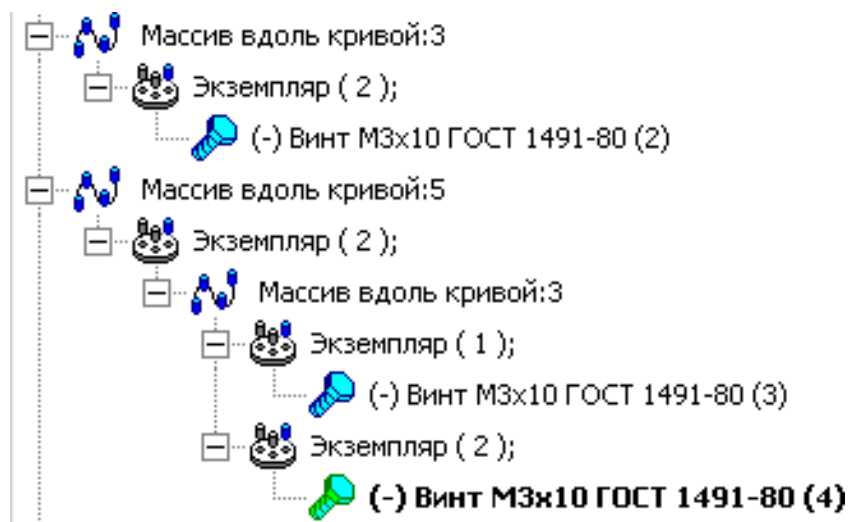 Массив вдоль кривой:3
Экземпляр ( 2 );
(-) Винт М3х10 ГОСТ 1491-80 (2)
Массив вдоль кривой:5
Экземпляр ( 2 );
Массив вдоль кривой:3
Экземпляр ( 1 );
(-) Винт М3х10 ГОСТ 1491-80 (3)
Экземпляр ( 2 );
(-) Винт М3х10 ГОСТ 1491-80 (4)